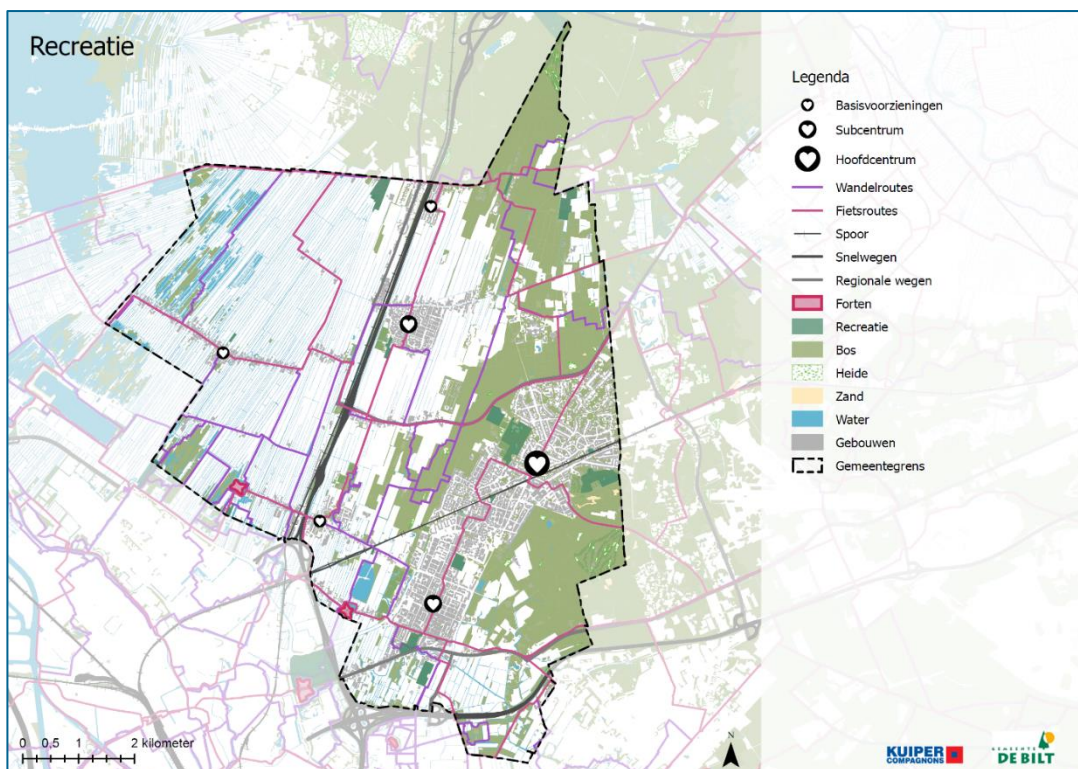 Recreatie
Legenda
Basisvoorzieningen
Subcentrum
Hoofdcentrum
Wandelroutes
Fietsroutes
Spoor
Snelwegen
Regionale wegen
Forten
Recreatie
Bos
Heide
Zand
Water
Gebouwen
Gemeentegrens
0 0,5 1 2 kilometer
N
KUIPER
COMPAGNONS
GEMEENTE
DE BILT